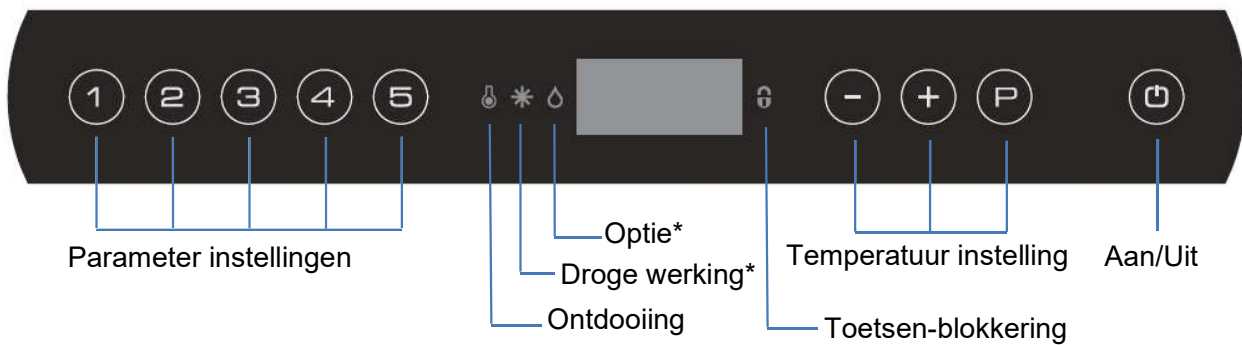 1 2 3 4 5 - + P
Optie*
Parameter instellingen
Temperatuur instelling
Aan/Uit
Droge werking*
Ontdooiing
Toetsen-blokkering